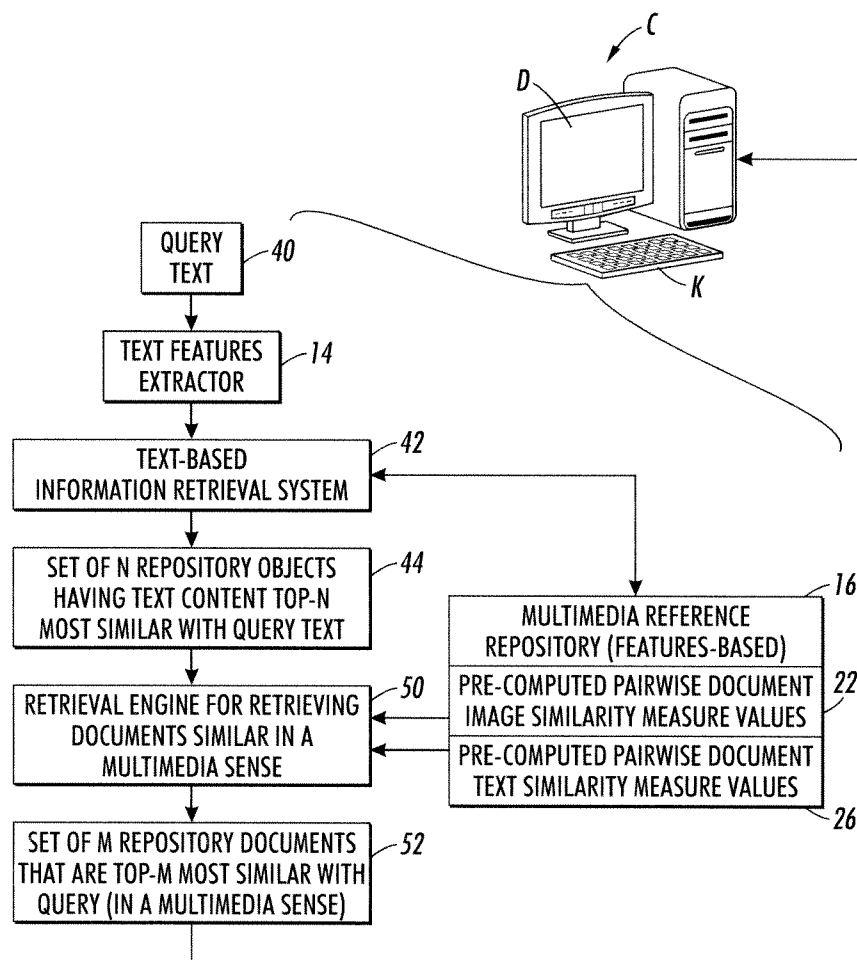 C
D
K
QUERY
TEXT
40
TEXT FEATURES
EXTRACTOR
14
TEXT-BASED
INFORMATION RETRIEVAL SYSTEM
42
SET OF N REPOSITORY OBJECTS
HAVING TEXT CONTENT TOP-N
MOST SIMILAR WITH QUERY TEXT
44
16
MULTIMEDIA REFERENCE
REPOSITORY (FEATURES-BASED)
PRE-COMPUTED PAIRWISE DOCUMENT
IMAGE SIMILARITY MEASURE VALUES
22
PRE-COMPUTED PAIRWISE DOCUMENT
TEXT SIMILARITY MEASURE VALUES
26
RETRIEVAL ENGINE FOR RETRIEVING
DOCUMENTS SIMILAR IN A
MULTIMEDIA SENSE
50
SET OF M REPOSITORY DOCUMENTS
THAT ARE TOP-M MOST SIMILAR WITH
QUERY (IN A MULTIMEDIA SENSE)
52